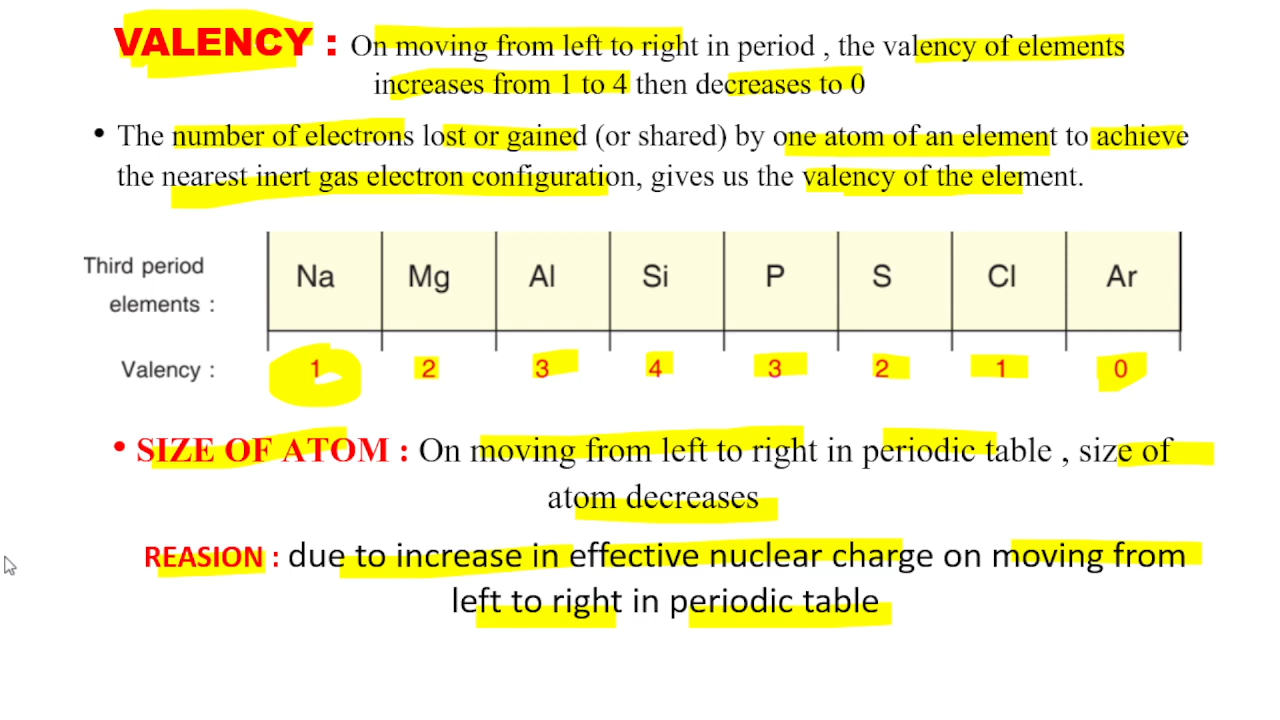 VALENCY : On moving from left to right in period , the valency of elements
increases from 1 to 4 then decreases to 0
• The number of electrons lost or gained (or shared) by one atom of an element to achieve
the nearest inert gas electron configuration, gives us the valency of the element.
Third period elements : Na Mg Al Si P S Cl Ar
Valency : 1 2 3 4 3 2 1 0
• SIZE OF ATOM : On moving from left to right in periodic table , size of
atom decreases
REASION : due to increase in effective nuclear charge on moving from
left to right in periodic table